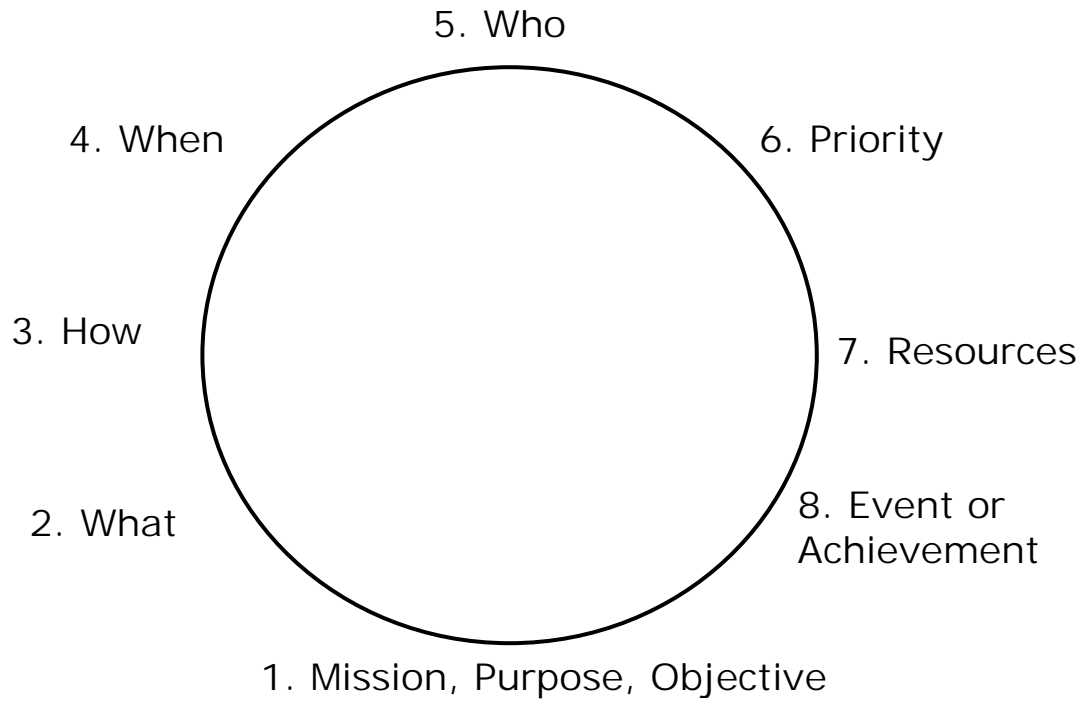 5. Who
4. When
6. Priority
3. How
7. Resources
2. What
8. Event or
Achievement
1. Mission, Purpose, Objective